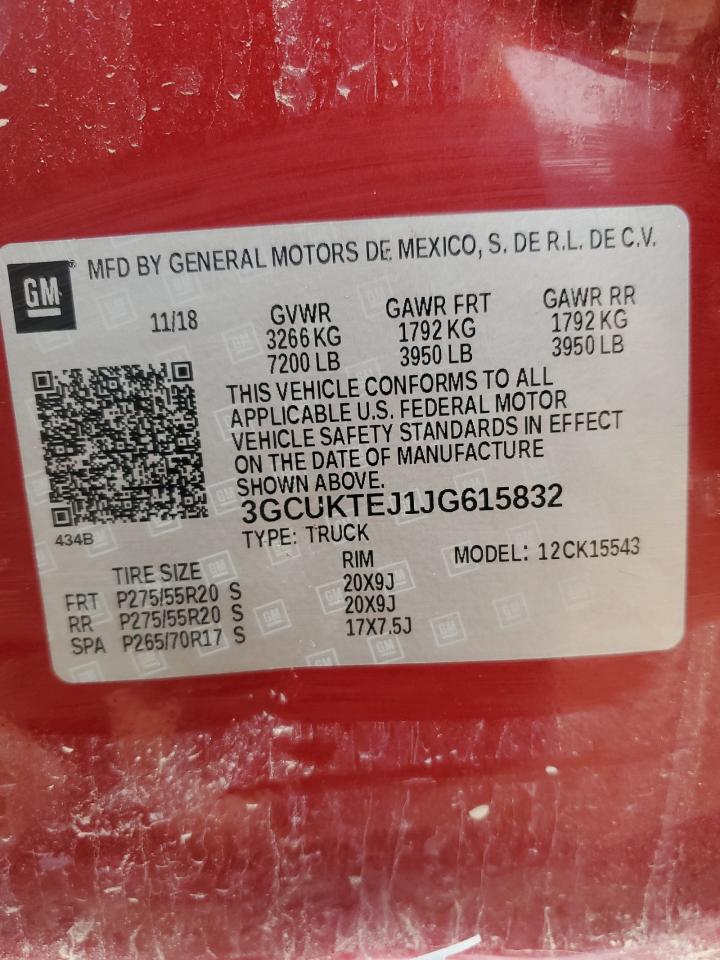 GM
MFD BY GENERAL MOTORS DE MEXICO, S. DE R.L. DE C.V.
11/18
GVWR
3266 KG
7200 LB
GAWR FRT
1792 KG
3950 LB
GAWR RR
1792 KG
3950 LB
THIS VEHICLE CONFORMS TO ALL
APPLICABLE U.S. FEDERAL MOTOR
VEHICLE SAFETY STANDARDS IN EFFECT
ON THE DATE OF MANUFACTURE
SHOWN ABOVE.
434B
3GCUKTEJ1JG615832
TYPE: TRUCK
MODEL: 12CK15543
TIRE SIZE RIM
FRT P275/55R20 S 20X9J
RR P275/55R20 S 20X9J
SPA P265/70R17 S 17X7.5J